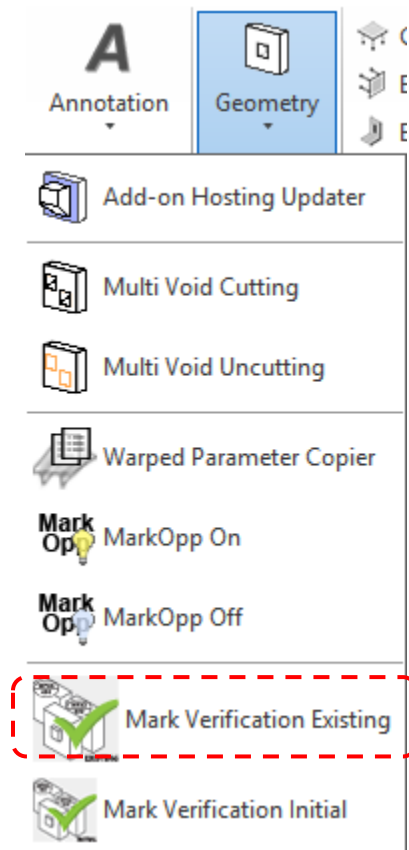 A
Annotation
Geometry
Add-on Hosting Updater
Multi Void Cutting
Multi Void Uncutting
Warped Parameter Copier
Mark
Opp
MarkOpp On
Mark
Opp
MarkOpp Off
Mark Verification Existing
EXISTING
Mark Verification Initial